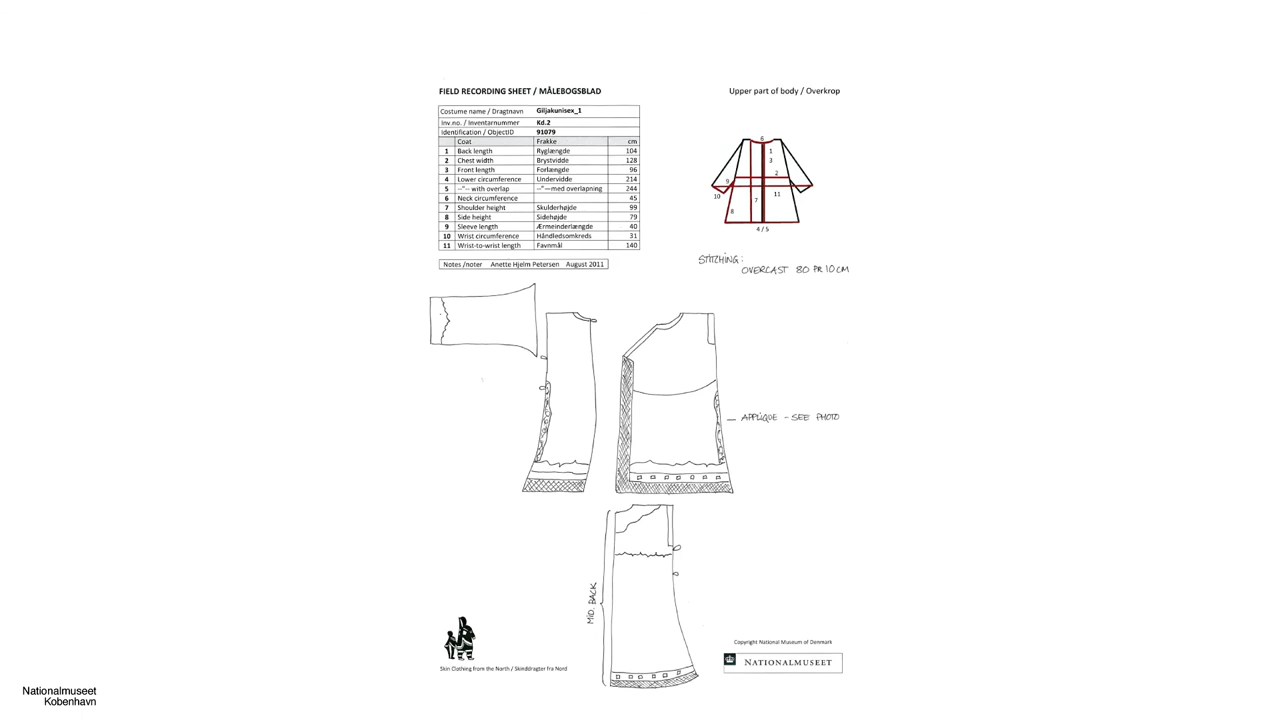 FIELD RECORDING SHEET / MÅLEBOGSBLAD
Upper part of body / Overkrop
Costume name / Dragtnavn Giljakunisex_1
Inv.no. / Inventarnummer Kd.2
Identification / ObjectID 91079
Coat Frakke cm
1 Back length Ryglængde 104
2 Chest width Brystvidde 128
3 Front length Forlængde 96
4 Lower circumference Undervidde 214
5 --"-- with overlap --"—med overlapning 244
6 Neck circumference 45
7 Shoulder height Skulderhøjde 99
8 Side height Sidehøjde 79
9 Sleeve length Ærmeinderlængde 40
10 Wrist circumference Håndledsomkreds 31
11 Wrist-to-wrist length Favnmål 140
Notes /noter Anette Hjelm Petersen August 2011
6
1
3
2
9
10
11
7
8
4 / 5
STITCHING :
OVERCAST 80 PR 10 CM
— APPLIQUE – SEE PHOTO
MID. BACK
Skin Clothing from the North / Skinddragter fra Nord
Copyright National Museum of Denmark
NATIONALMUSEET
Nationalmuseet
Kobenhavn